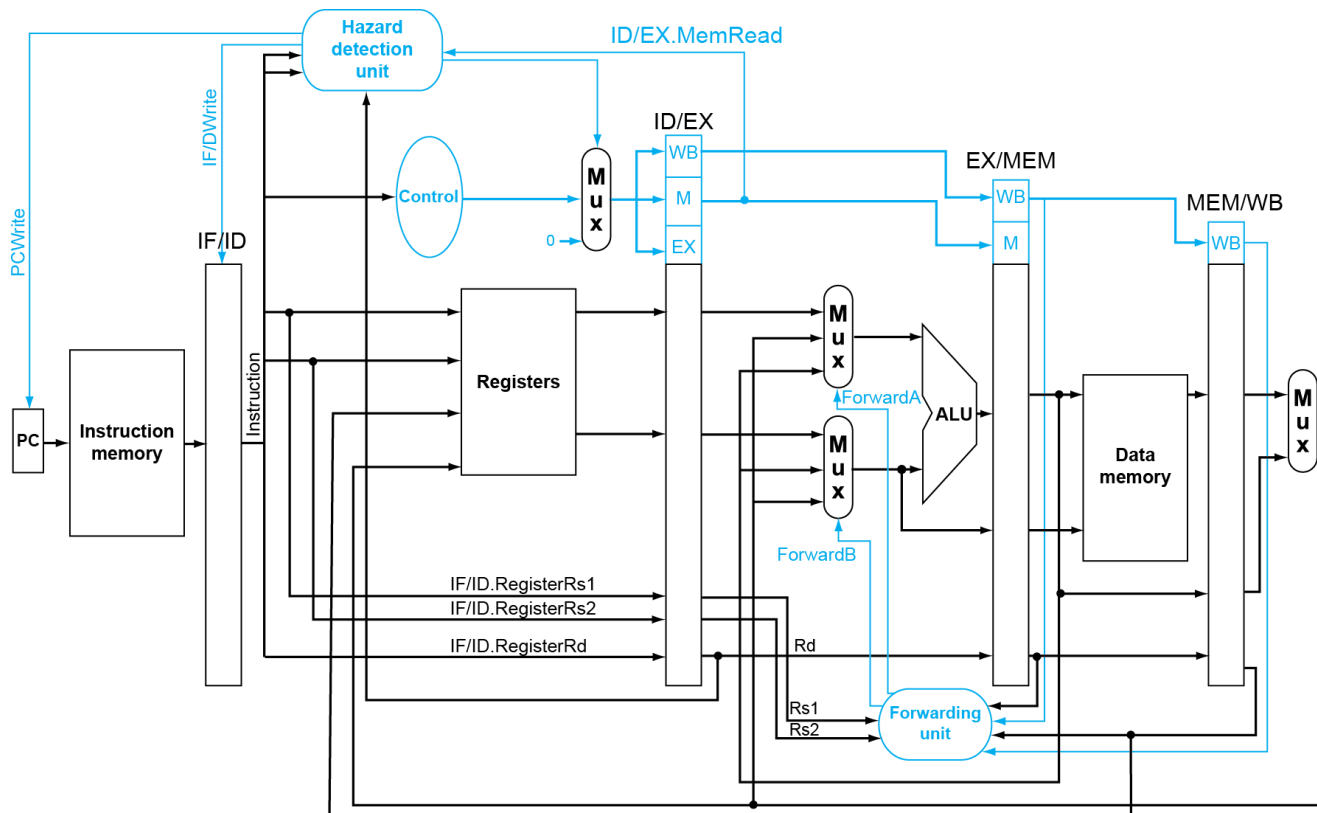 Hazard
detection
unit
ID/EX.MemRead
PCWrite
IF/DWrite
ID/EX
WB
M
EX
Control
0
M
u
x
EX/MEM
WB
M
MEM/WB
WB
IF/ID
Instruction
PC
Instruction
memory
Registers
M
u
x
ForwardA
M
u
x
ForwardB
ALU
Data
memory
M
u
x
IF/ID.RegisterRs1
IF/ID.RegisterRs2
IF/ID.RegisterRd
Rd
Rs1
Rs2
Forwarding
unit